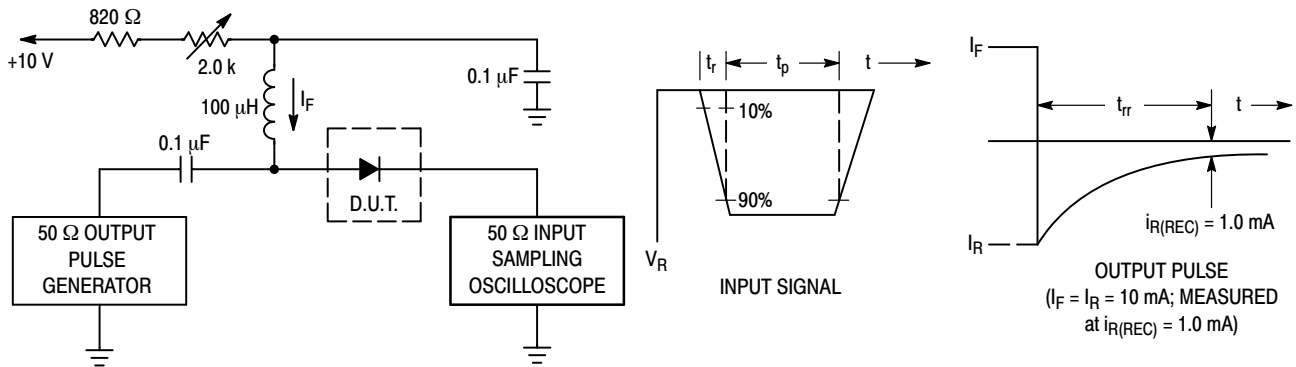 820 Ω
+10 V
2.0 k
0.1 µF
100 µH
I_F
0.1 µF
D.U.T.
50 Ω OUTPUT
PULSE
GENERATOR
50 Ω INPUT
SAMPLING
OSCILLOSCOPE
t_r
t_p
t
10%
90%
V_R
INPUT SIGNAL
I_F
t_rr
t
I_R
i_R(REC) = 1.0 mA
OUTPUT PULSE
(I_F = I_R = 10 mA; MEASURED
at i_R(REC) = 1.0 mA)